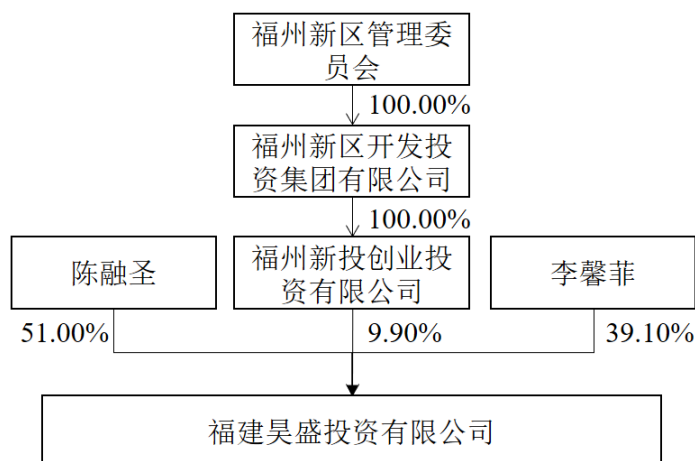 福州新区管理委
员会
100.00%
福州新区开发投
资集团有限公司
100.00%
陈融圣
福州新投创业投
资有限公司
李馨菲
51.00%
9.90%
39.10%
福建昊盛投资有限公司